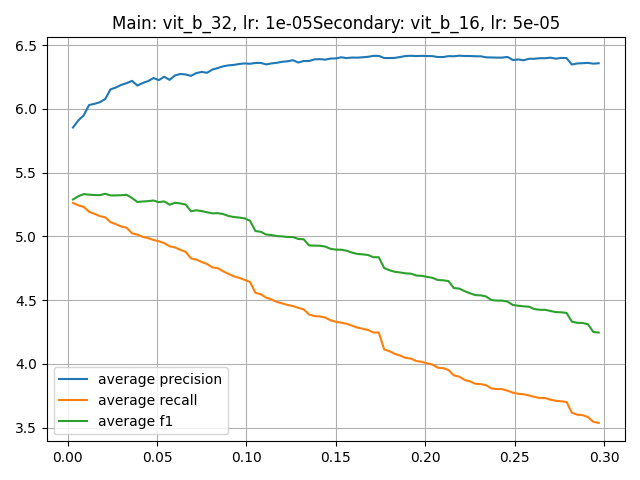 Main: vit_b_32, lr: 1e-05Secondary: vit_b_16, lr: 5e-05
6.5
6.0
5.5
5.0
4.5
4.0
3.5
average precision
average recall
average f1
0.00 0.05 0.10 0.15 0.20 0.25 0.30